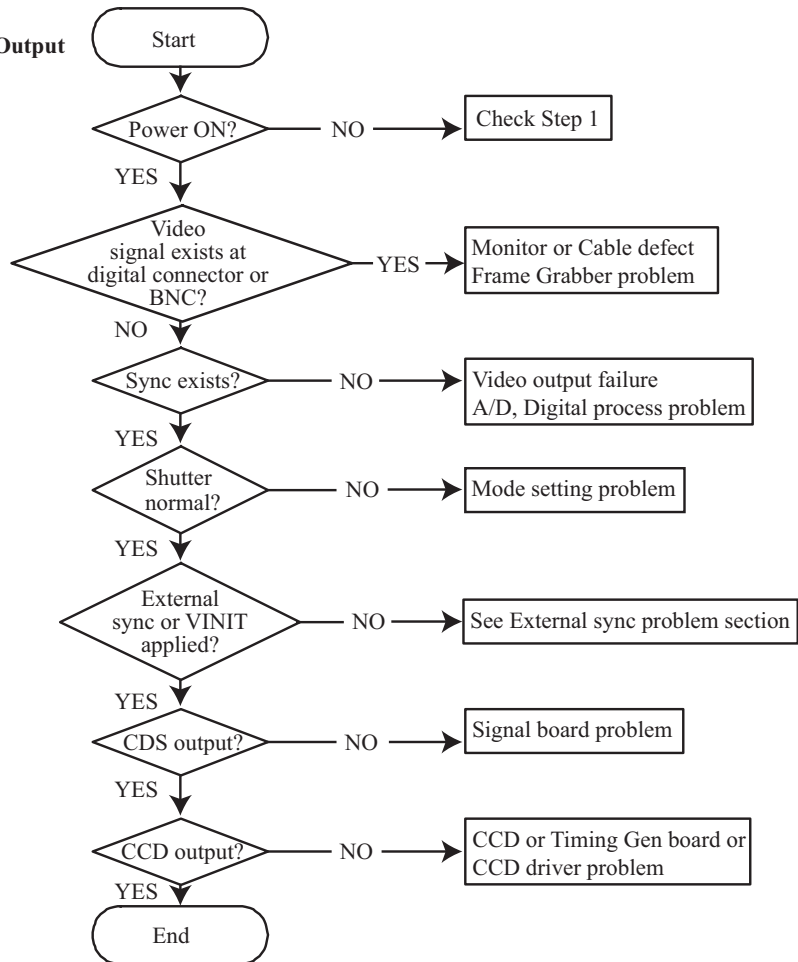 Output
Start
Power ON?
NO
Check Step 1
YES
Video
signal exists at
digital connector or
BNC?
YES
Monitor or Cable defect
Frame Grabber problem
NO
Sync exists?
NO
Video output failure
A/D, Digital process problem
YES
Shutter
normal?
NO
Mode setting problem
YES
External
sync or VINIT
applied?
NO
See External sync problem section
YES
CDS output?
NO
Signal board problem
YES
CCD output?
NO
CCD or Timing Gen board or
CCD driver problem
YES
End